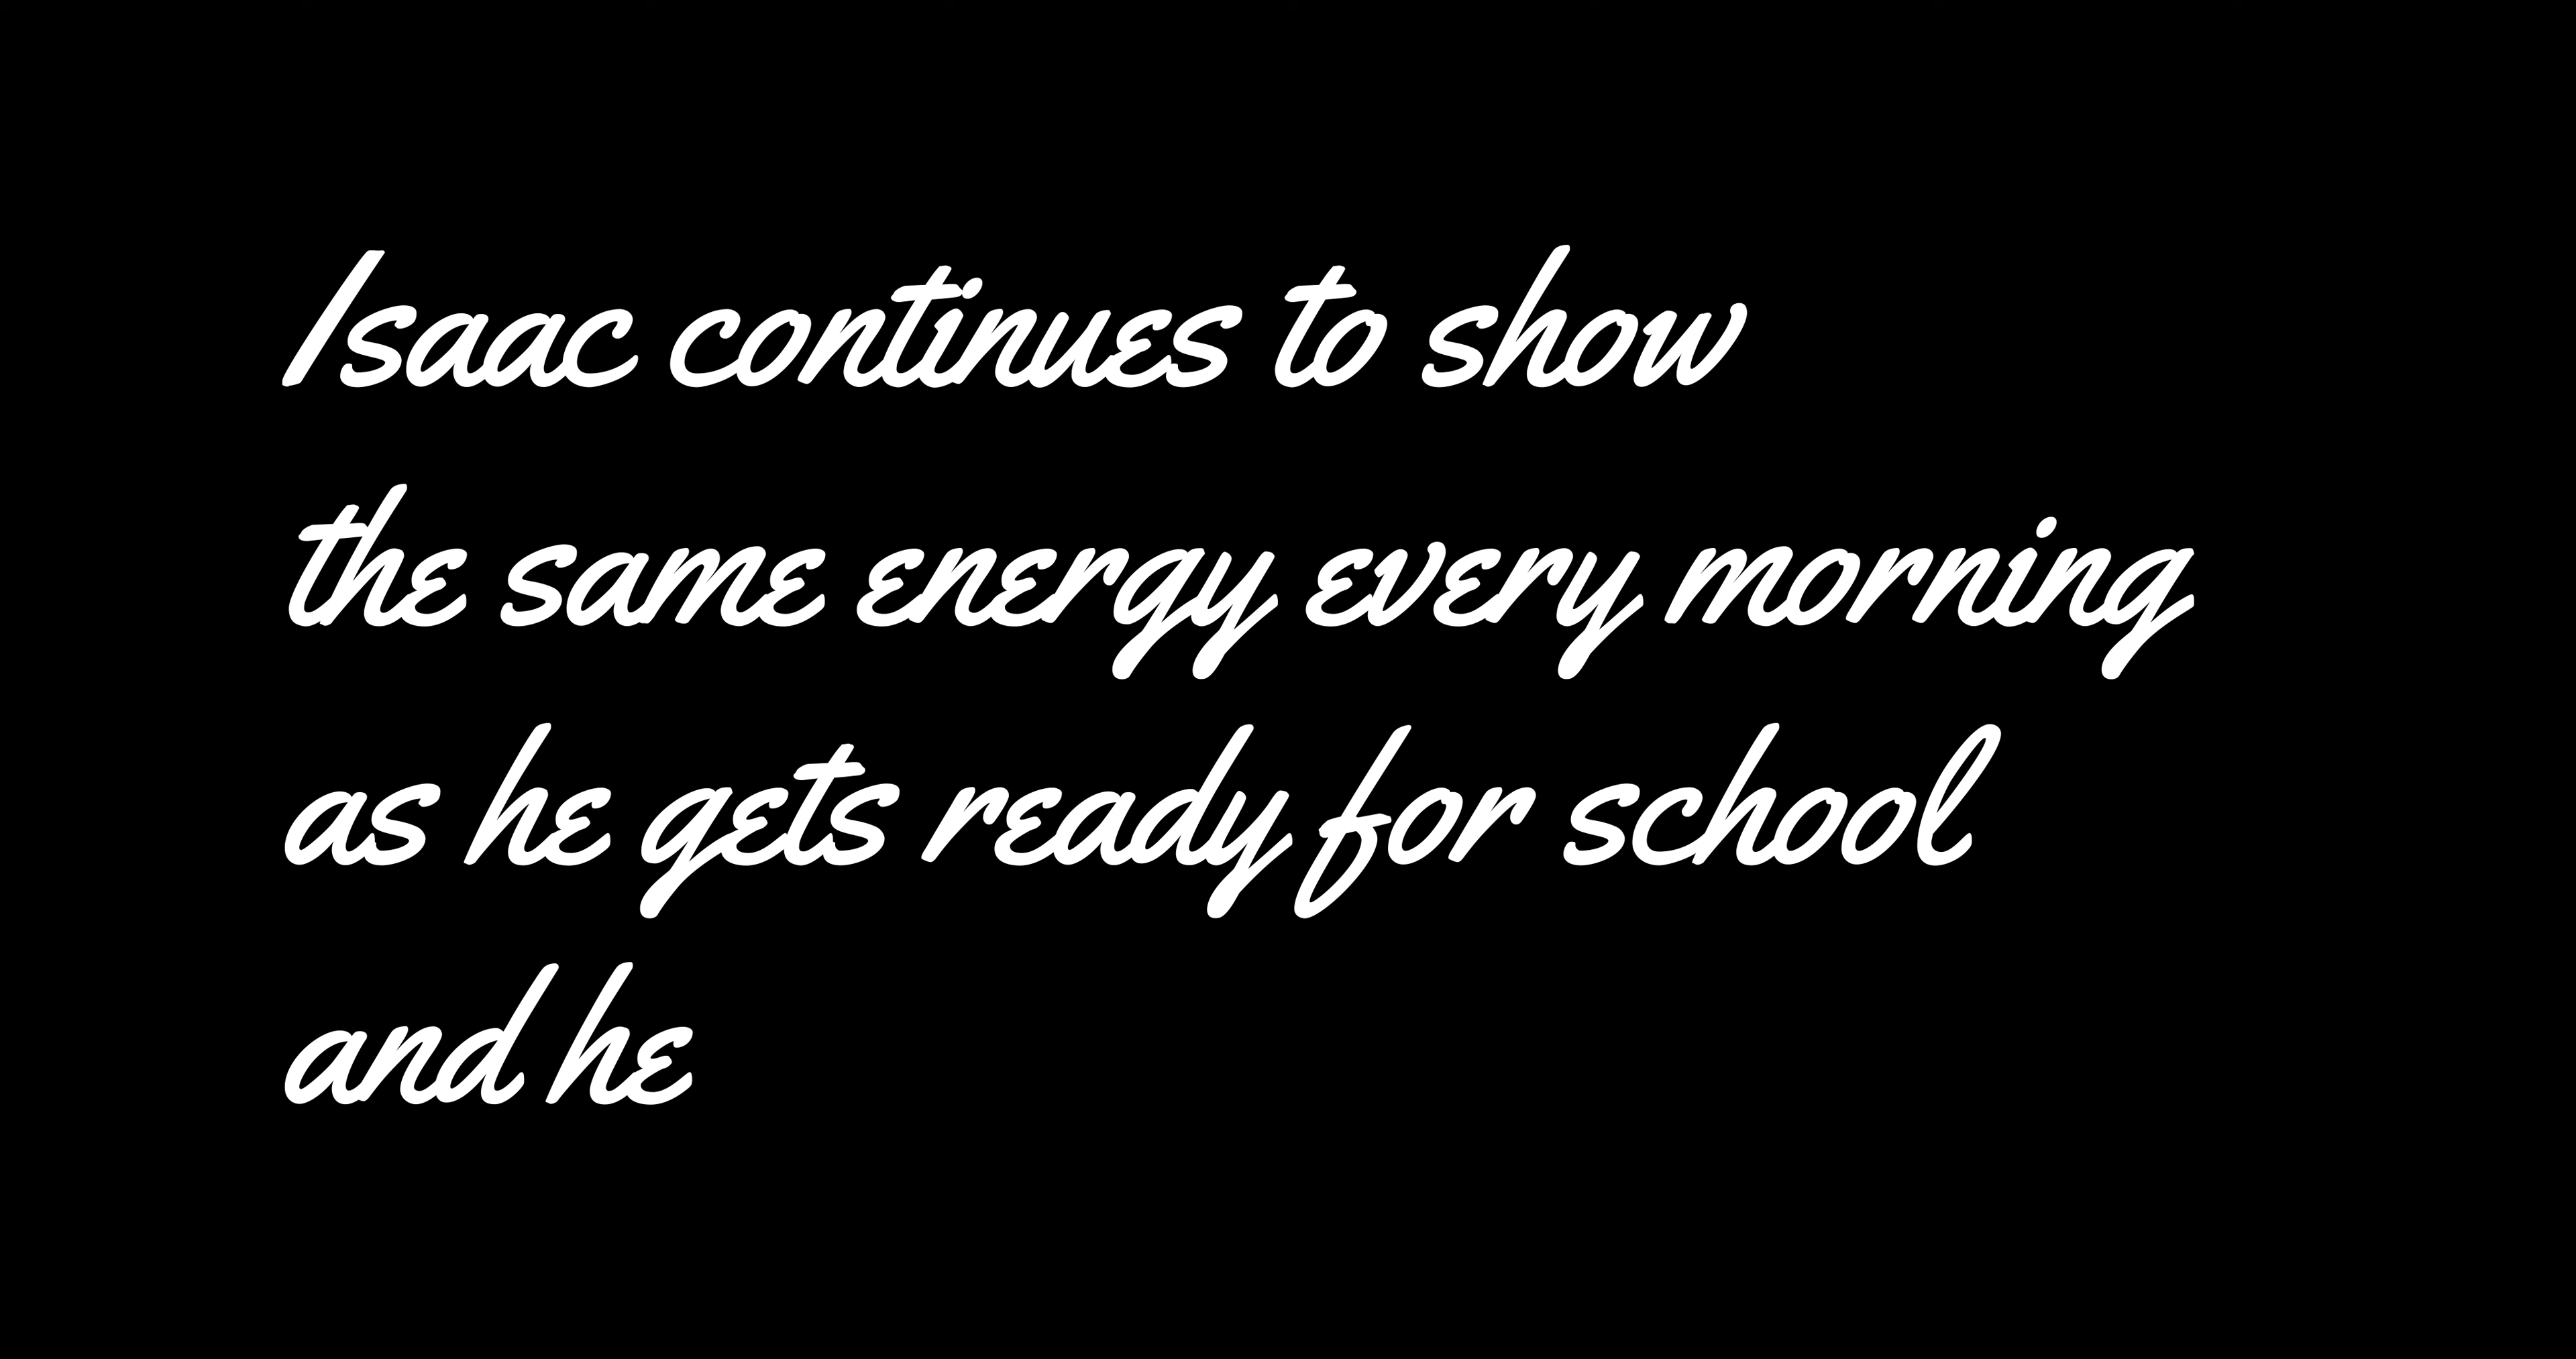 Isaac continues to show
the same energy every morning
as he gets ready for school
and he